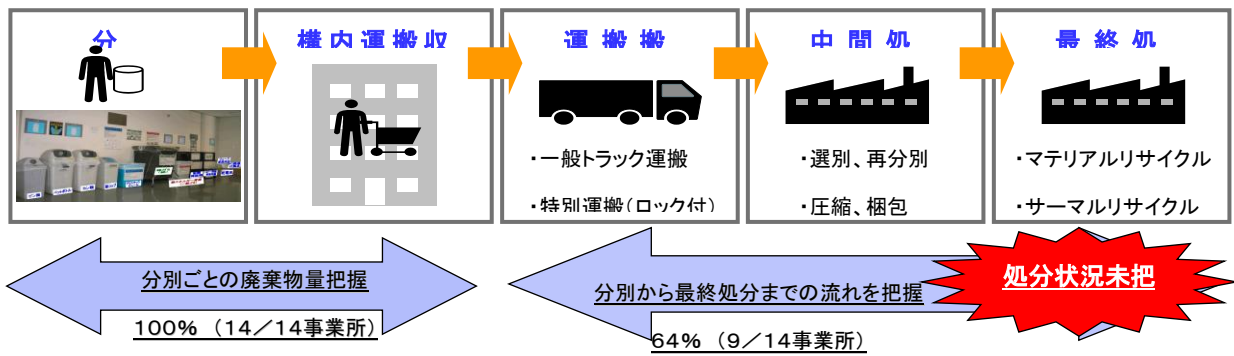 分
構内運搬収
運搬搬
中間処
最終処
・一般トラック運搬
・特別運搬(ロック付)
・選別、再分別
・圧縮、梱包
・マテリアルリサイクル
・サーマルリサイクル
分別ごとの廃棄物量把握
100% (14/14事業所)
分別から最終処分までの流れを把握
64% (9/14事業所)
処分状況未把